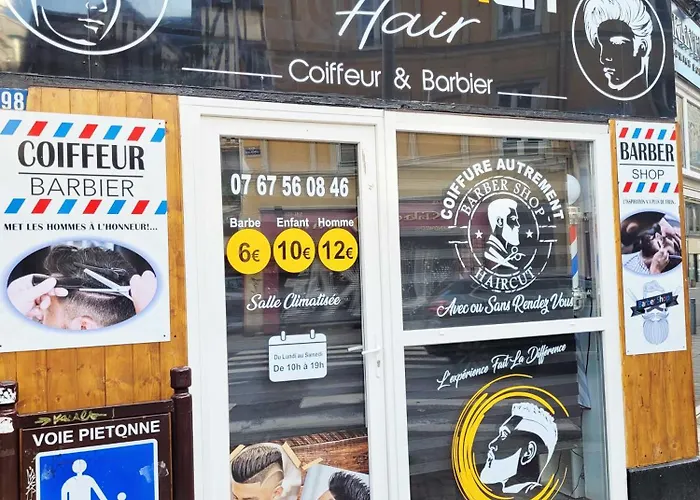 Hair
Coiffeur & Barbier
98
COIFFEUR
BARBIER
MET LES HOMMES À L'HONNEUR!...
07 67 56 08 46
Barbe Enfant Homme
6€ 10€ 12€
Salle Climatisée
Du Lundi au Samedi
De 10h à 19h
COIFFURE AUTREMENT
BARBER SHOP
HAIRCUT
Avec ou Sans Rendez Vous
L'expérience Fait La Différence
BARBER
SHOP
Barber Shop
VOIE PIETONNE